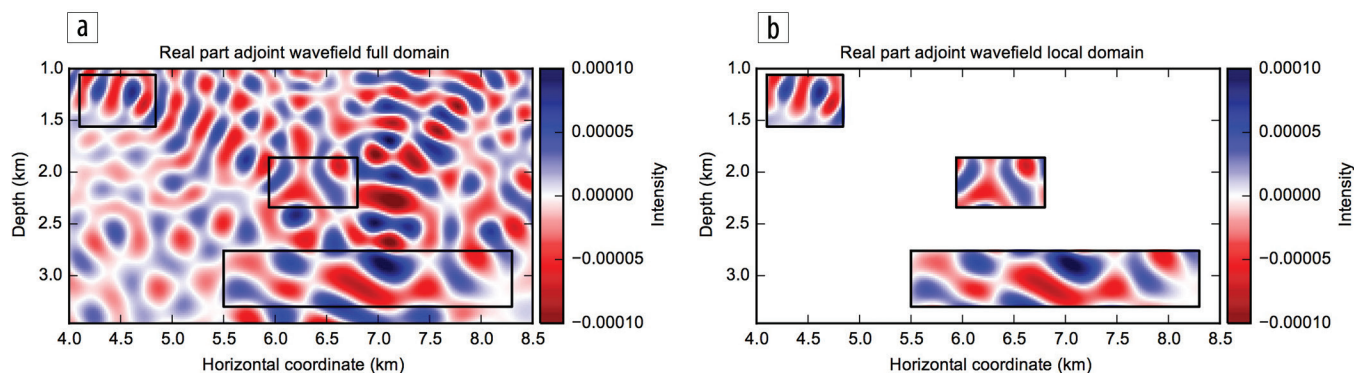 a
Real part adjoint wavefield full domain
1.0
1.5
2.0
2.5
3.0
Depth (km)
4.0 4.5 5.0 5.5 6.0 6.5 7.0 7.5 8.0 8.5
Horizontal coordinate (km)
0.00010
0.00005
0.00000
−0.00005
−0.00010
Intensity
b
Real part adjoint wavefield local domain
1.0
1.5
2.0
2.5
3.0
Depth (km)
4.0 4.5 5.0 5.5 6.0 6.5 7.0 7.5 8.0 8.5
Horizontal coordinate (km)
0.00010
0.00005
0.00000
−0.00005
−0.00010
Intensity